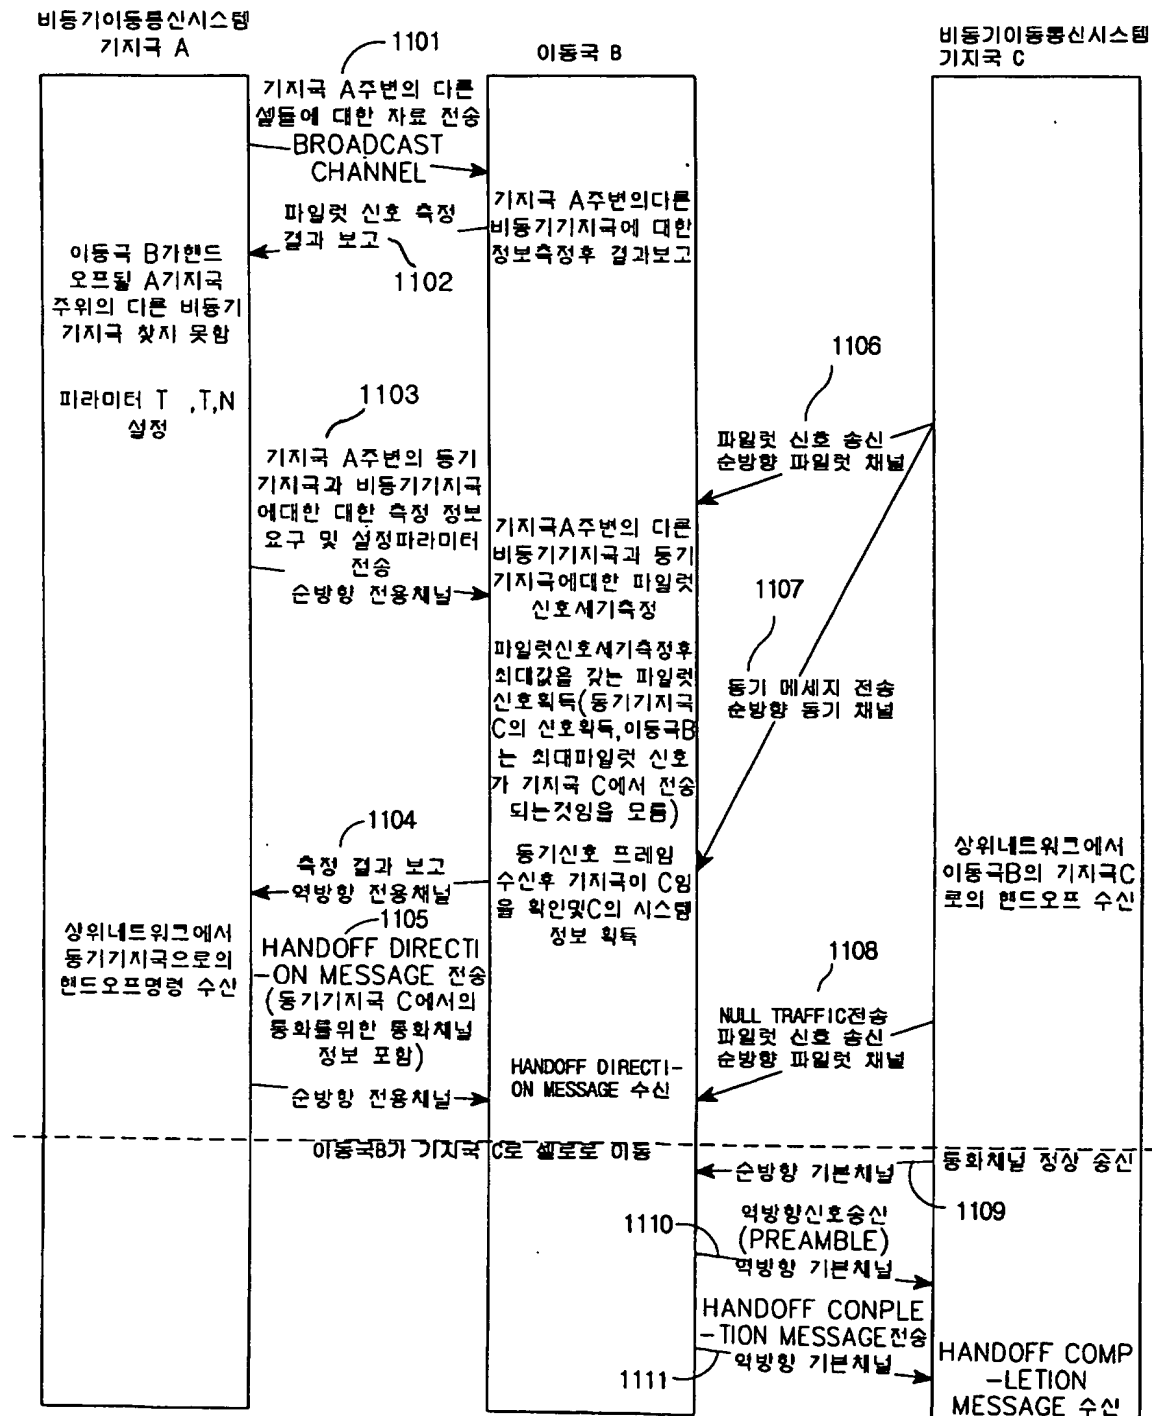 비동기이동통신시스템
기지국 A
이동국 B
비동기이동통신시스템
기지국 C
1101
기지국 A주변의 다른
셀들에 대한 자료 전송
BROADCAST
CHANNEL
기지국 A주변의다른
비동기기지국에 대한
정보측정후 결과보고
파일럿 신호 측정
결과 보고
1102
이동국 B가핸드
오프될 A기지국
주위의 다른 비동기
기지국 찾지 못함
파라미터 T ,T,N
설정
1103
기지국 A주변의 동기
기지국과 비동기기지국
에대한 대한 측정 정보
요구 및 설정파라미터
전송
순방향 전용채널
1106
파일럿 신호 송신
순방향 파일럿 채널
기지국A주변의 다른
비동기기지국과 동기
기지국에대한 파일럿
신호세기측정
파일럿신호세기측정후
최대값을 갖는 파일럿
신호획득(동기기지국
C의 신호획득,이동국B
는 최대파일럿 신호
가 기지국 C에서 전송
되는것임을 모름)
1107
동기 메세지 전송
순방향 동기 채널
1104
측정 결과 보고
역방향 전용채널
동기신호 프레임
수신후 기지국이 C임
을 확인및C의 시스템
정보 획득
상위네트워크에서
이동국B의 기지국C
로의 핸드오프 수신
상위네트워크에서
동기기지국으로의
핸드오프명령 수산
1105
HANDOFF DIRECTI
-ON MESSAGE 전송
(동기기지국 C에서의
통화를위한 통화채널
정보 포함)
순방향 전용채널
HANDOFF DIRECTI-
ON MESSAGE 수신
1108
NULL TRAFFIC전송
파일럿 신호 송신
순방향 파일럿 채널
이동국B가 기지국 C로 셀로로 이동
통화채널 정상 송신
순방향 기본채널
1109
1110
역방향신호송신
(PREAMBLE)
역방향 기본채널
HANDOFF CONPLE
-TION MESSAGE전송
역방향 기본채널
1111
HANDOFF COMP
-LETION
MESSAGE 수신